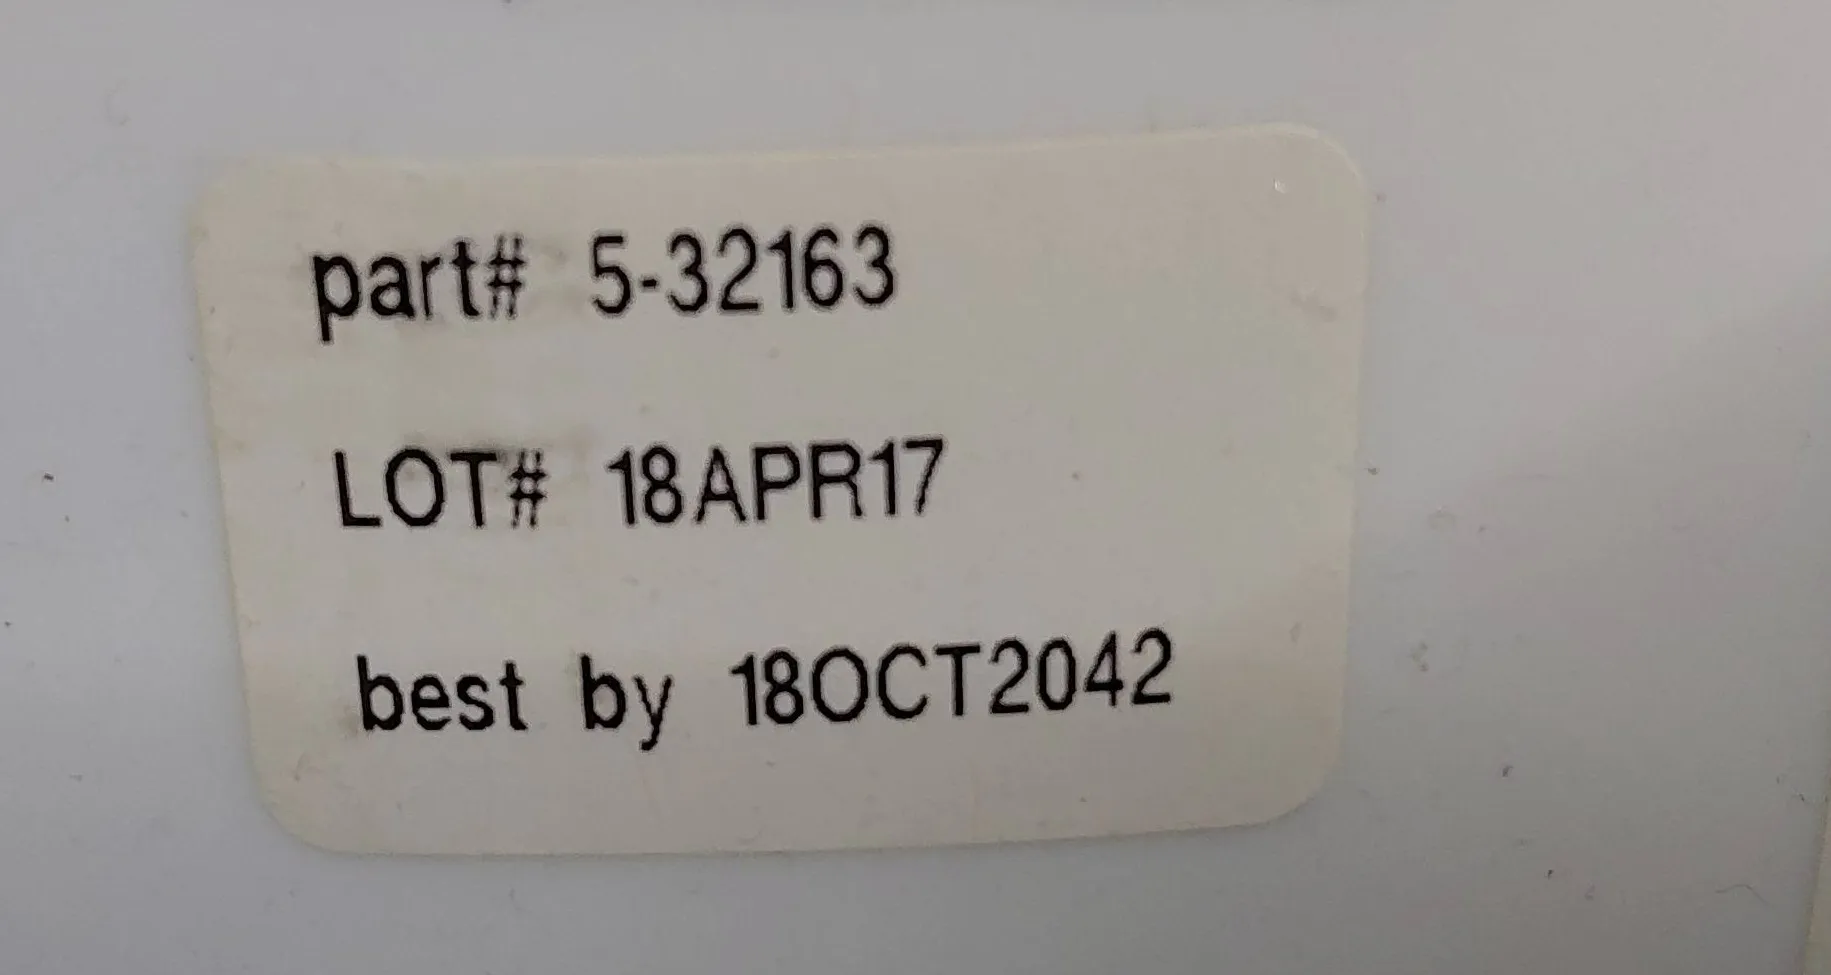 part# 5-32163
LOT# 18APR17
best by 18OCT2042